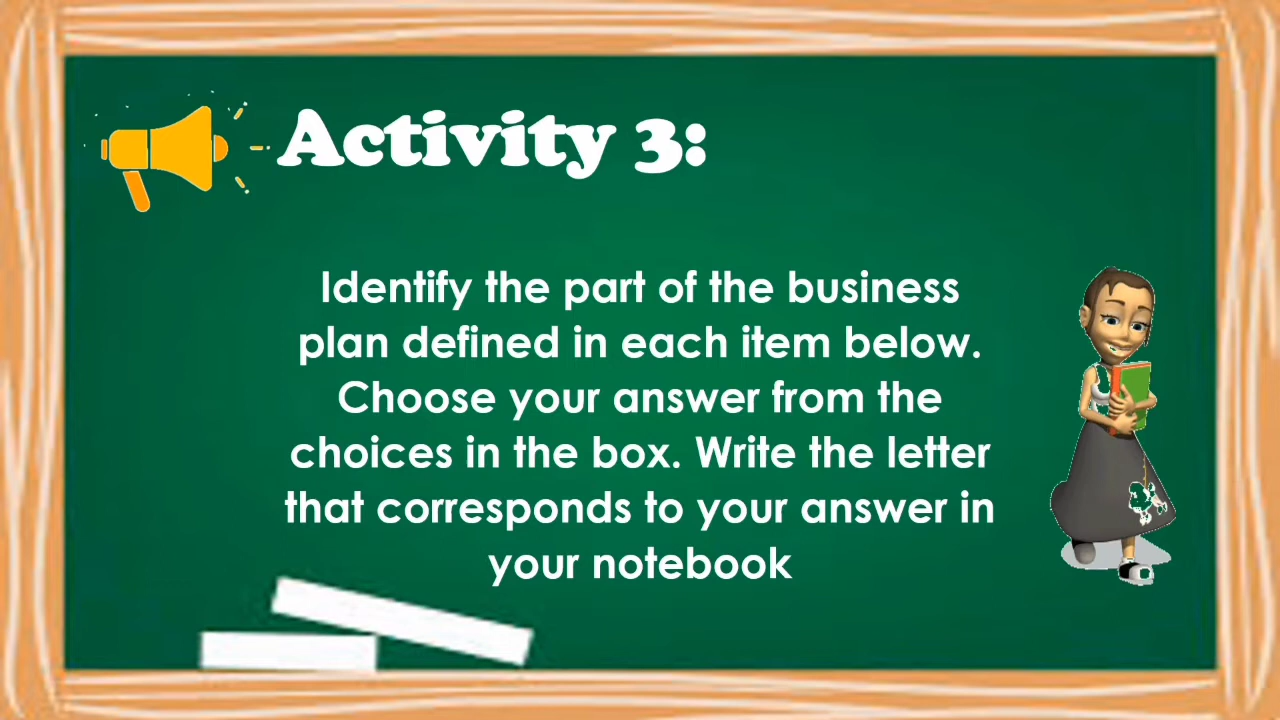 Activity 3:
Identify the part of the business
plan defined in each item below.
Choose your answer from the
choices in the box. Write the letter
that corresponds to your answer in
your notebook